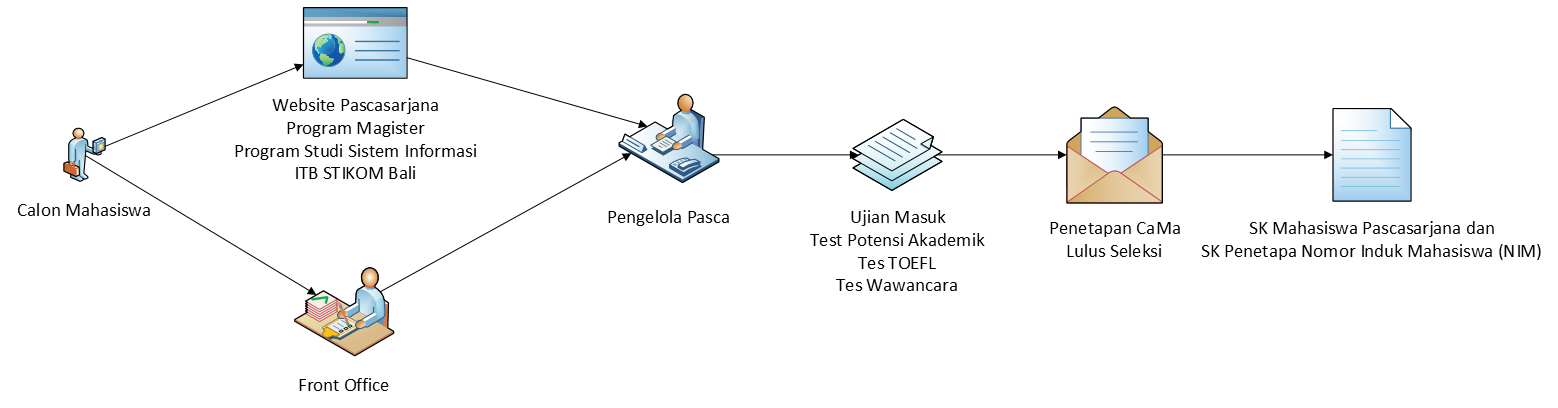 Website Pascasarjana
Program Magister
Program Studi Sistem Informasi
ITB STIKOM Bali
Calon Mahasiswa
Front Office
Pengelola Pasca
Ujian Masuk
Test Potensi Akademik
Tes TOEFL
Tes Wawancara
Penetapan CaMa
Lulus Seleksi
SK Mahasiswa Pascasarjana dan
SK Penetapa Nomor Induk Mahasiswa (NIM)